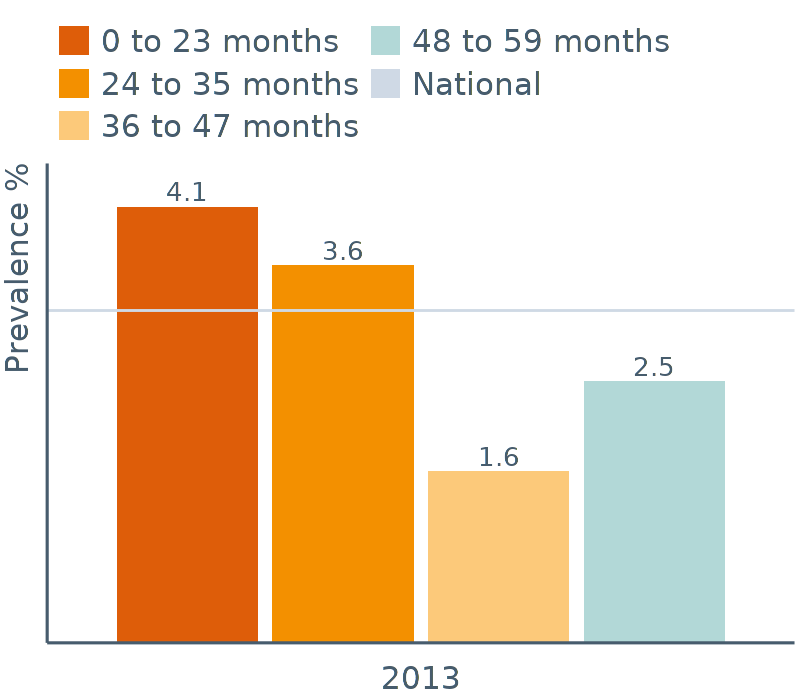 0 to 23 months
24 to 35 months
36 to 47 months
48 to 59 months
National
Prevalence %
4.1
3.6
1.6
2.5
2013